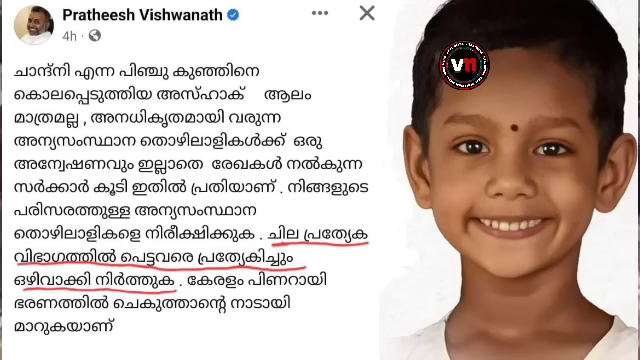 Pratheesh Vishwanath
4h
ചാന്ദ്നി എന്ന പിഞ്ചു കുഞ്ഞിനെ
കൊലപ്പെടുത്തിയ അസ്ഹാക് ആലം
മാത്രമല്ല , അനധികൃതമായി വരുന്ന
അന്യസംസ്ഥാന തൊഴിലാളികൾക്ക് ഒരു
അന്വേഷണവും ഇല്ലാതെ രേഖകൾ നൽകുന്ന
സർക്കാർ കൂടി ഇതിൽ പ്രതിയാണ് . നിങ്ങളുടെ
പരിസരത്തുള്ള അന്യസംസ്ഥാന
തൊഴിലാളികളെ നിരീക്ഷിക്കുക . ചില പ്രത്യേക
വിഭാഗത്തിൽ പെട്ടവരെ പ്രത്യേകിച്ചും
ഒഴിവാക്കി നിർത്തുക . കേരളം പിണറായി
ഭരണത്തിൽ ചെകുത്താന്റെ നാടായി
മാറുകയാണ്